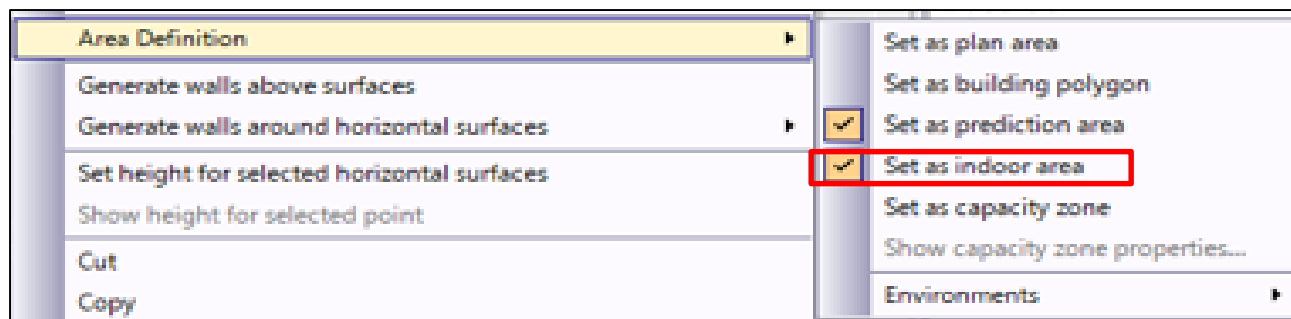 Area Definition
Generate walls above surfaces
Generate walls around horizontal surfaces
Set height for selected horizontal surfaces
Show height for selected point
Cut
Copy
Set as plan area
Set as building polygon
Set as prediction area
Set as indoor area
Set as capacity zone
Show capacity zone properties...
Environments